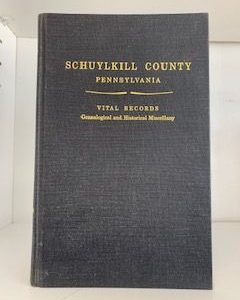 SCHUYLKILL COUNTY
PENNSYLVANIA
VITAL RECORDS
Genealogical and Historical Miscellany